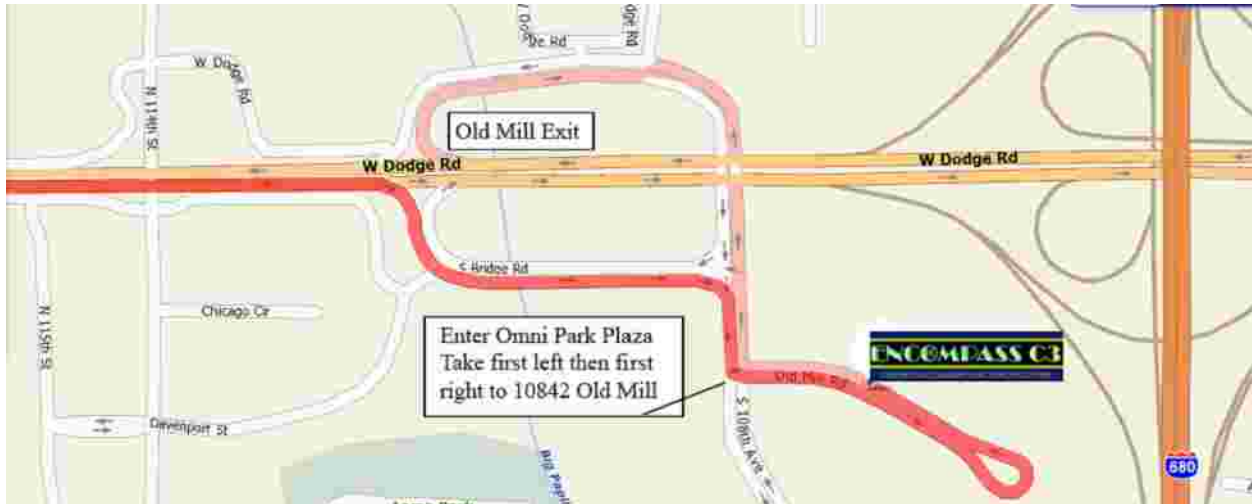 W Dodge Rd
N 114th St
Old Mill Exit
W Dodge Rd
W Dodge Rd
S Bridge Rd
Chicago Cir
N 115th St
Enter Omni Park Plaza
Take first left then first
right to 10842 Old Mill
ENCOMPASS C3
Old Mill Rd
S 108th Ave
Davenport St
680